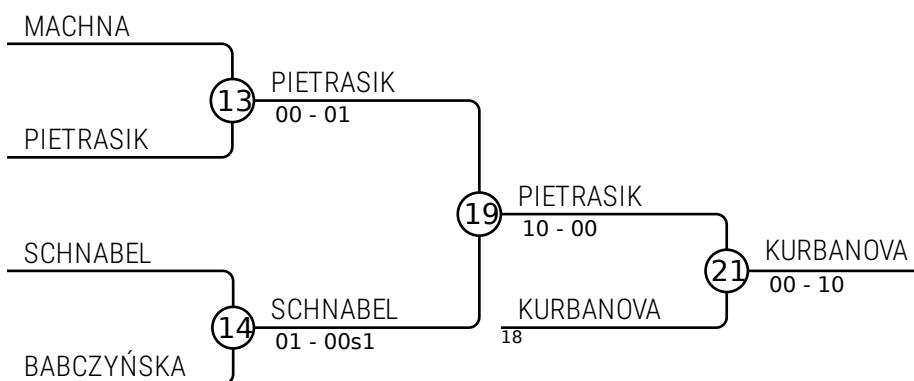 MACHNA
13
PIETRASIK
00 - 01
PIETRASIK
19
PIETRASIK
10 - 00
SCHNABEL
14
SCHNABEL
01 - 00s1
BABCZYŃSKA
21
KURBANOVA
00 - 10
KURBANOVA
18